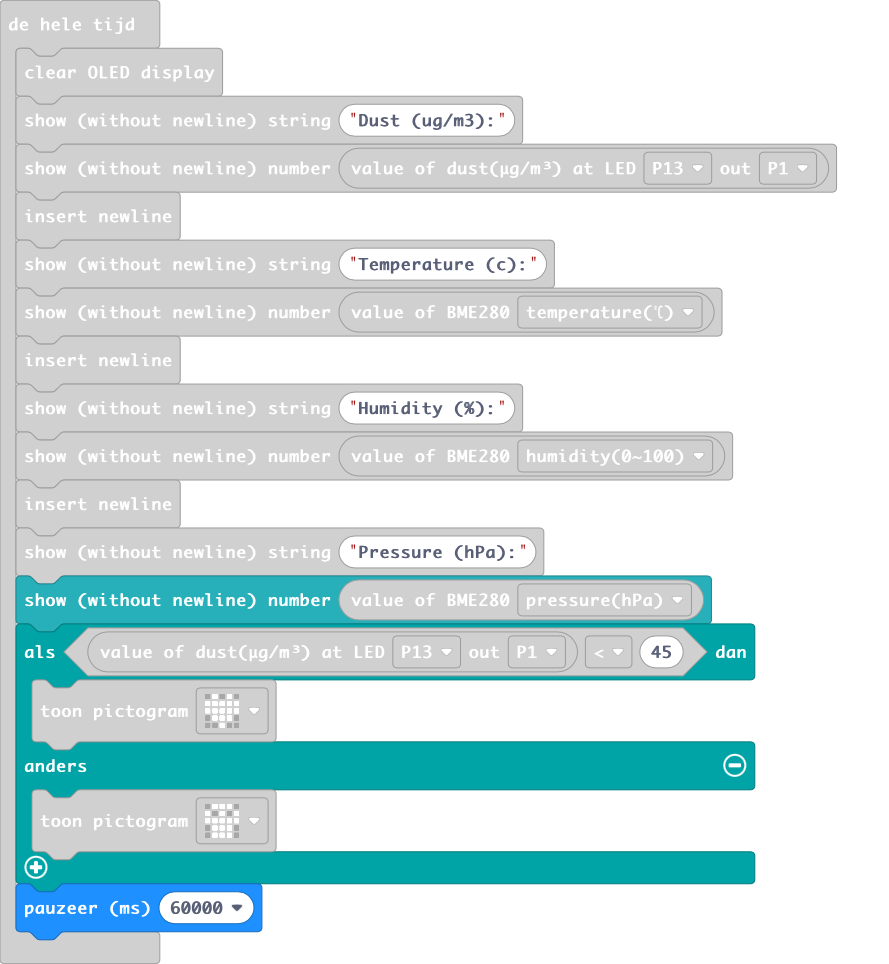 de hele tijd
clear OLED display
show (without newline) string "Dust (ug/m3):"
show (without newline) number value of dust(μg/m³) at LED P13 out P1
insert newline
show (without newline) string "Temperature (c):"
show (without newline) number value of BME280 temperature(℃)
insert newline
show (without newline) string "Humidity (%):"
show (without newline) number value of BME280 humidity(0~100)
insert newline
show (without newline) string "Pressure (hPa):"
show (without newline) number value of BME280 pressure(hPa)
als value of dust(μg/m³) at LED P13 out P1 < 45 dan
toon pictogram
anders
toon pictogram
pauzeer (ms) 60000